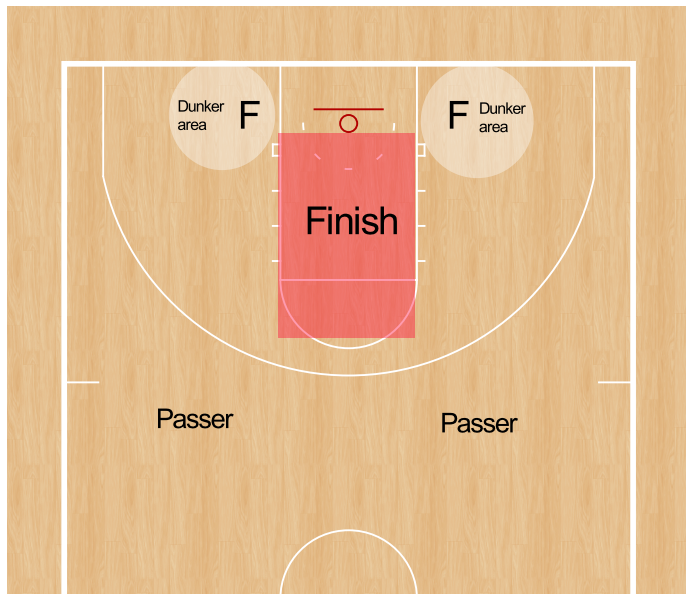 Dunker
area
F
F
Dunker
area
Finish
Passer
Passer